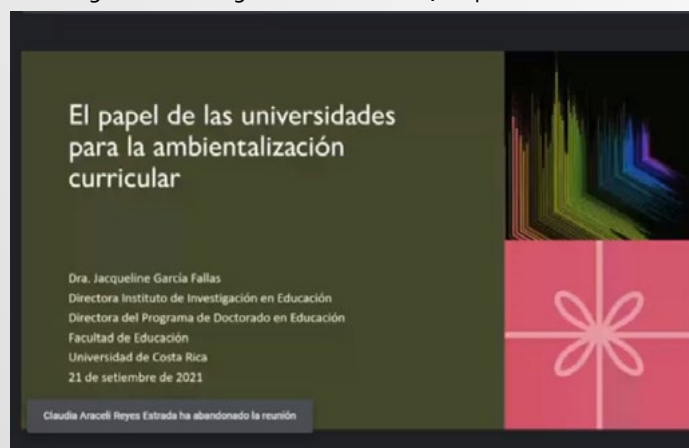 El papel de las universidades
para la ambientalización
curricular
Dra. Jacqueline García Fallas
Directora Instituto de Investigación en Educación
Directora del Programa de Doctorado en Educación
Facultad de Educación
Universidad de Costa Rica
21 de setiembre de 2021
Claudia Araceli Reyes Estrada ha abandonado la reunión